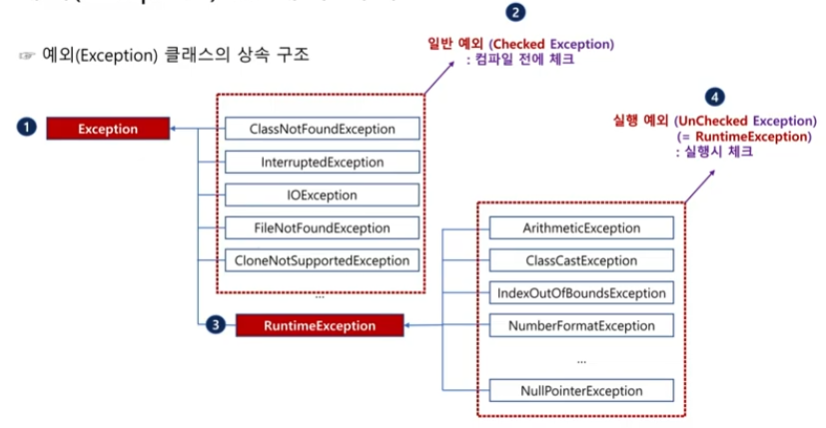 2
☞ 예외(Exception) 클래스의 상속 구조
일반 예외 (Checked Exception)
: 컴파일 전에 체크
4
실행 예외 (UnChecked Exception)
(= RuntimeException)
: 실행시 체크
1
Exception
ClassNotFoundException
InterruptedException
IOException
FileNotFoundException
CloneNotSupportedException
...
3
RuntimeException
ArithmeticException
ClassCastException
IndexOutOfBoundsException
NumberFormatException
...
NullPointerException